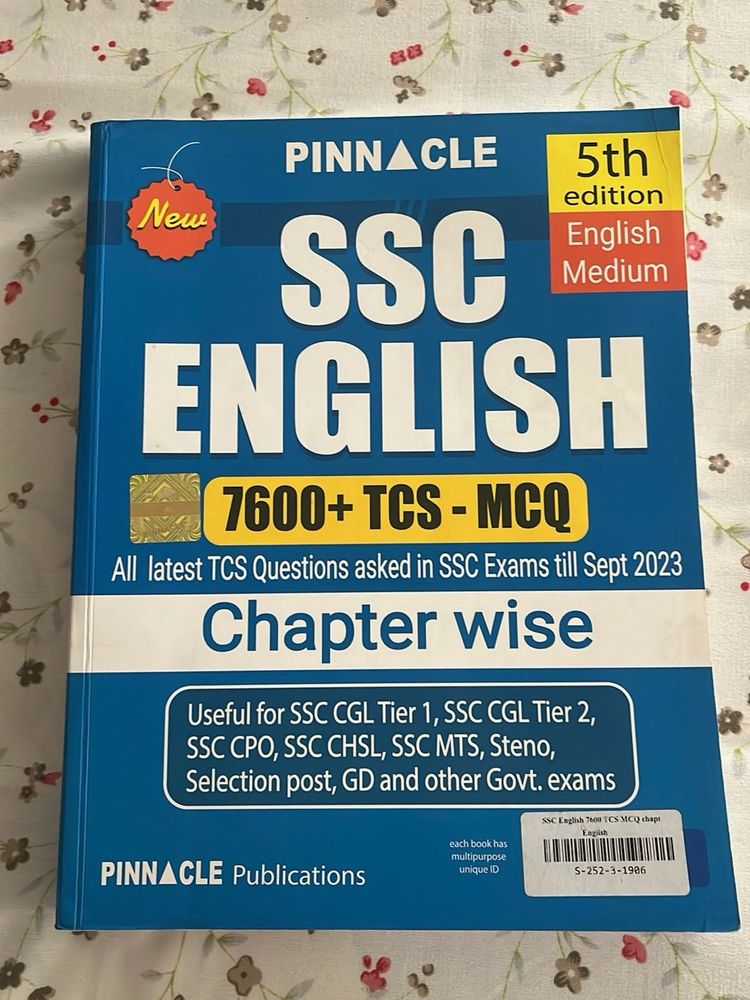 PINNACLE
5th
edition
English
Medium
New
SSC
ENGLISH
7600+ TCS - MCQ
All latest TCS Questions asked in SSC Exams till Sept 2023
Chapter wise
Useful for SSC CGL Tier 1, SSC CGL Tier 2,
SSC CPO, SSC CHSL, SSC MTS, Steno,
Selection post, GD and other Govt. exams
PINNACLE Publications
each book has
multipurpose
unique ID
SSC English 7600 TCS MCQ chapt
English
S-252-3-1906